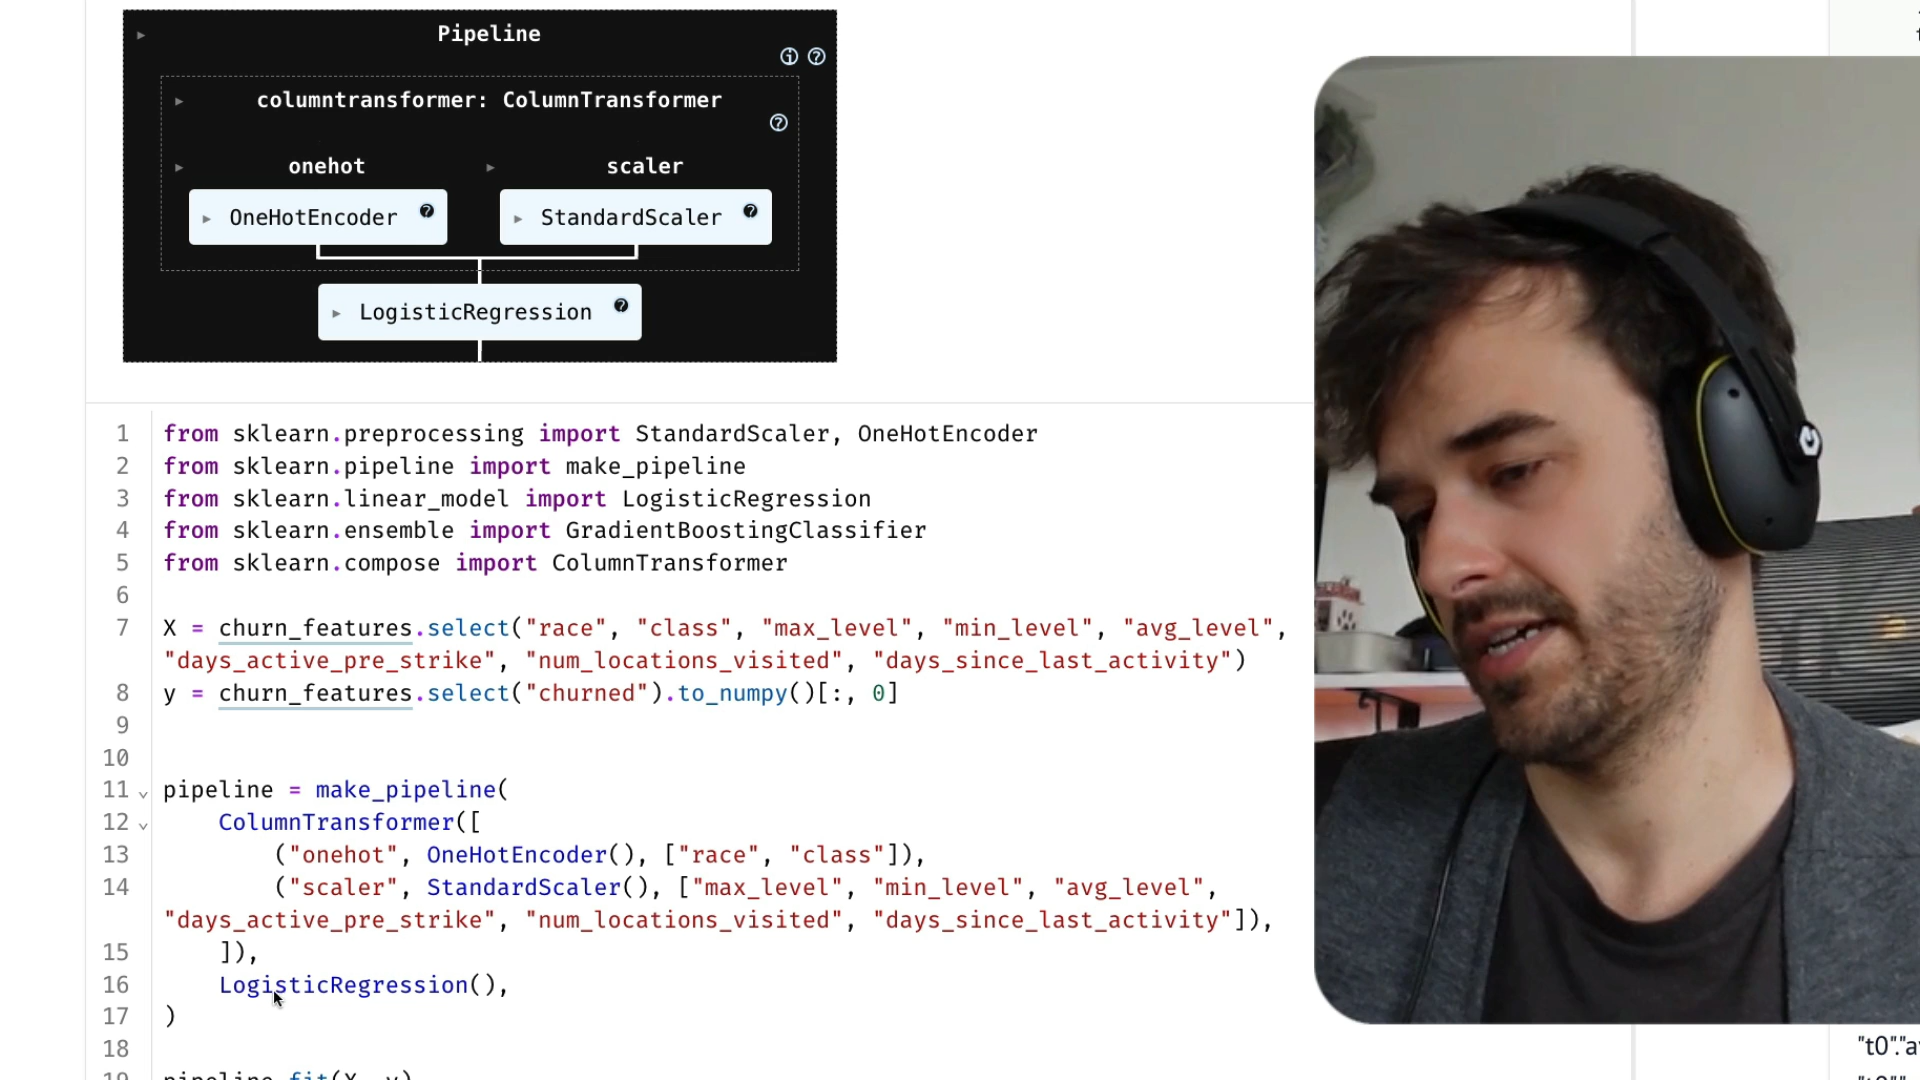 Pipeline
columntransformer: ColumnTransformer
onehot scaler
OneHotEncoder StandardScaler
LogisticRegression
1 from sklearn.preprocessing import StandardScaler, OneHotEncoder
2 from sklearn.pipeline import make_pipeline
3 from sklearn.linear_model import LogisticRegression
4 from sklearn.ensemble import GradientBoostingClassifier
5 from sklearn.compose import ColumnTransformer
6
7 X = churn_features.select("race", "class", "max_level", "min_level", "avg_level",
"days_active_pre_strike", "num_locations_visited", "days_since_last_activity")
8 y = churn_features.select("churned").to_numpy()[:, 0]
9
10
11 pipeline = make_pipeline(
12 ColumnTransformer([
13 ("onehot", OneHotEncoder(), ["race", "class"]),
14 ("scaler", StandardScaler(), ["max_level", "min_level", "avg_level",
"days_active_pre_strike", "num_locations_visited", "days_since_last_activity"]),
15 ]),
16 LogisticRegression(),
17 )
18
19 pipeline.fit(X, y)
"t0"."a